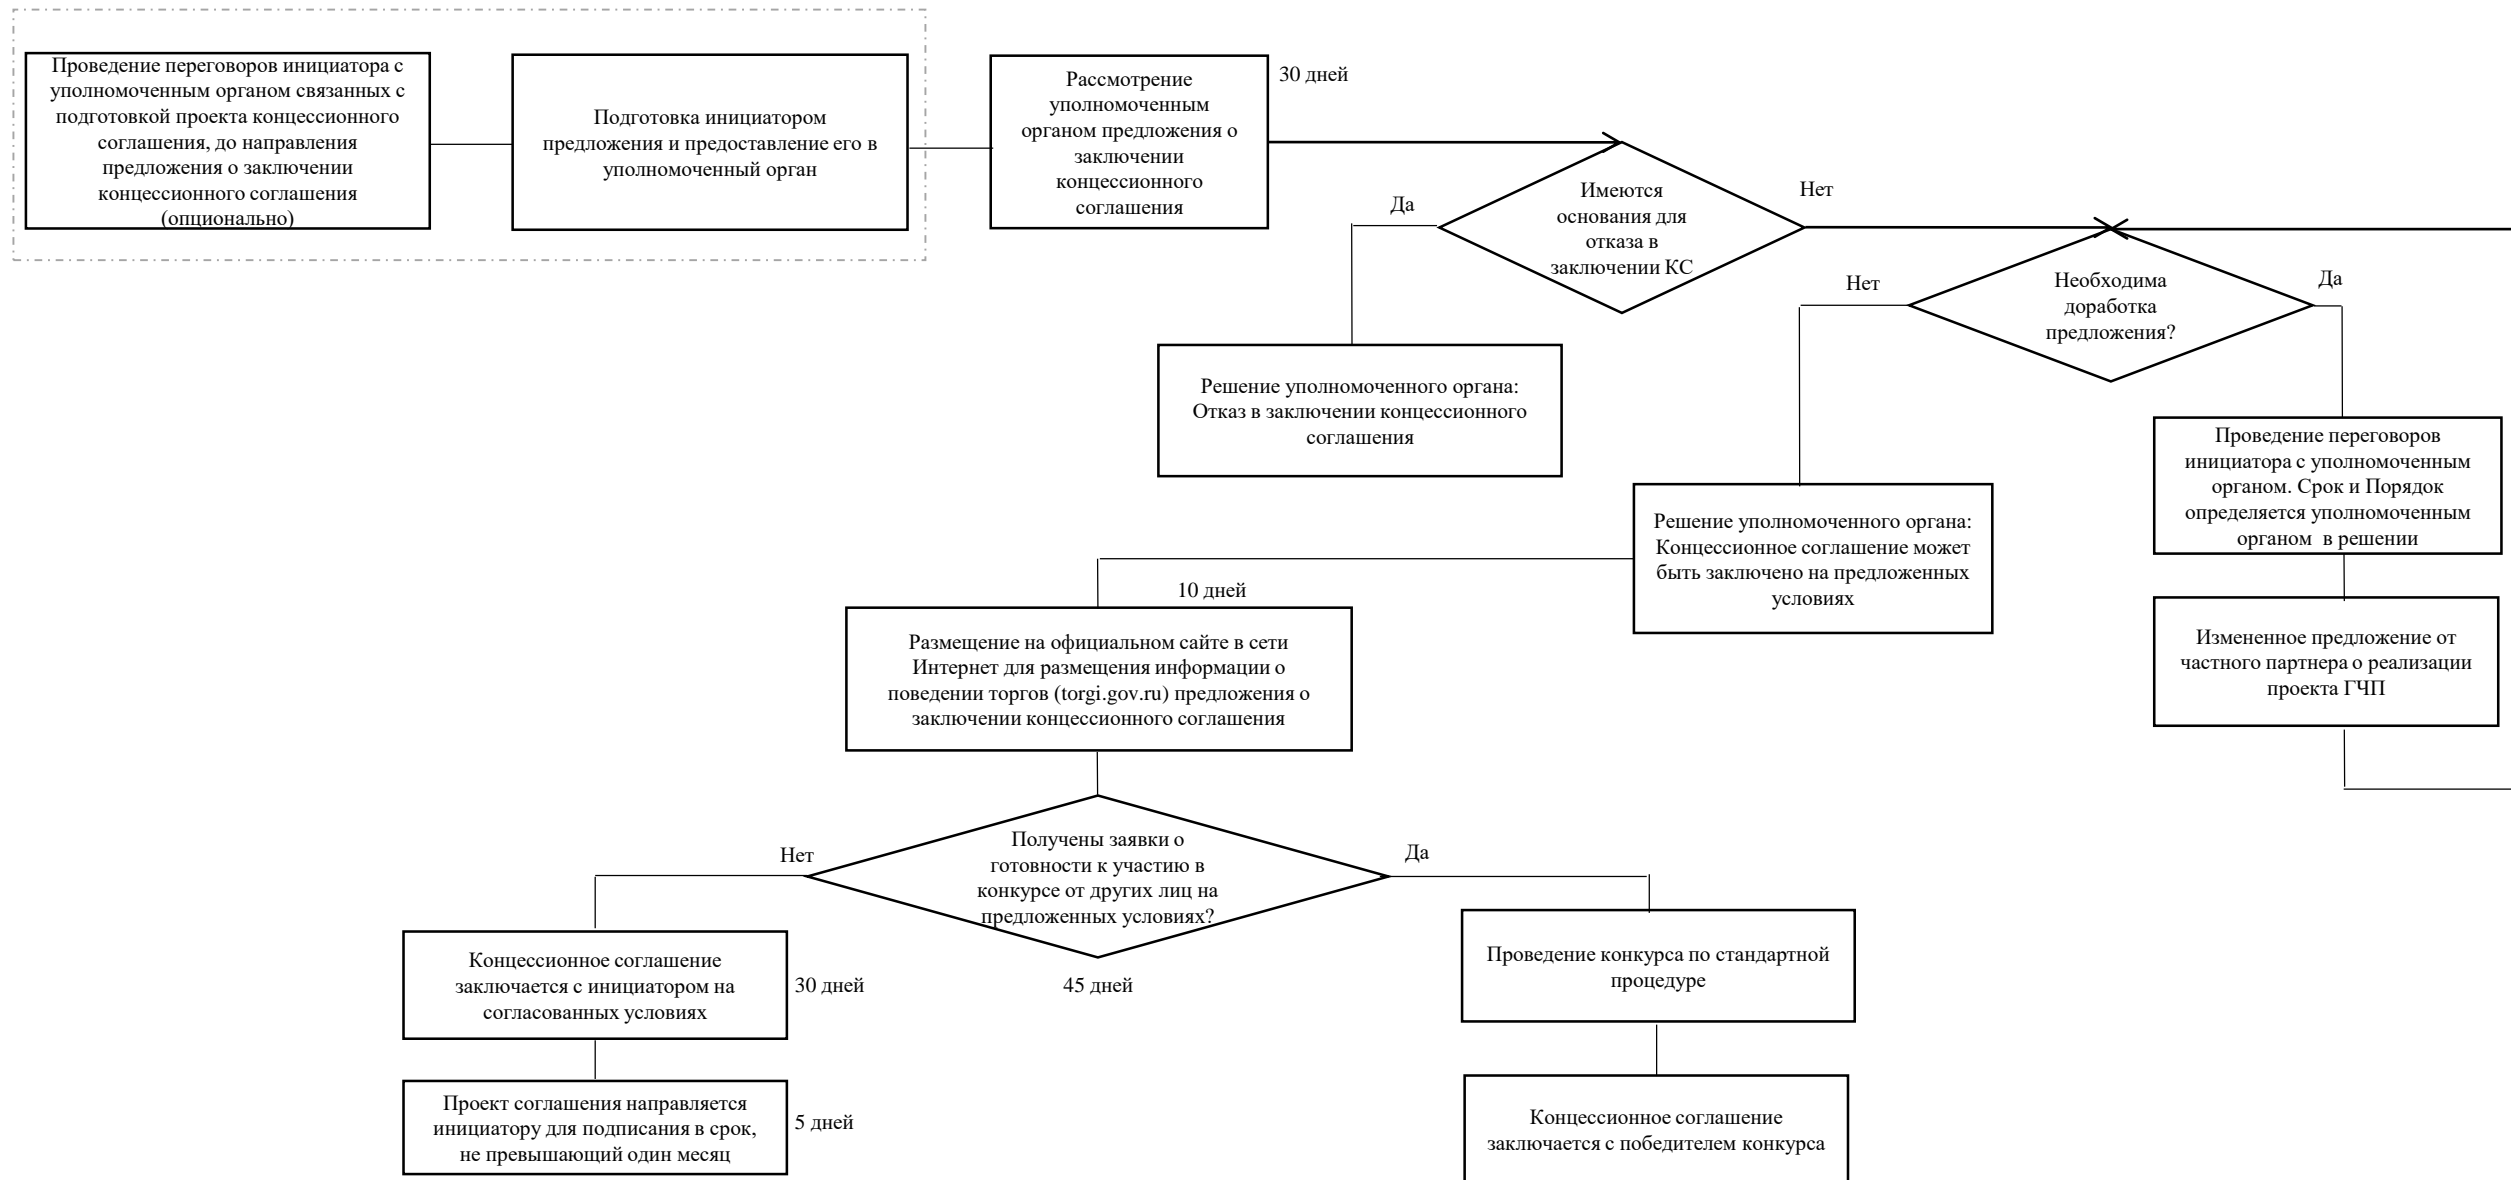 Проведение переговоров инициатора с
уполномоченным органом связанных с
подготовкой проекта концессионного
соглашения, до направления
предложения о заключении
концессионного соглашения
(опционально)
Подготовка инициатором
предложения и предоставление его в
уполномоченный орган
Рассмотрение
уполномоченным
органом предложения о
заключении
концессионного
соглашения
30 дней
Имеются
основания для
отказа в
заключении КС
Да
Нет
Необходима
доработка
предложения?
Нет
Да
Решение уполномоченного органа:
Отказ в заключении концессионного
соглашения
Проведение переговоров
инициатора с уполномоченным
органом. Срок и Порядок
определяется уполномоченным
органом в решении
Решение уполномоченного органа:
Концессионное соглашение может
быть заключено на предложенных
условиях
10 дней
Размещение на официальном сайте в сети
Интернет для размещения информации о
поведении торгов (torgi.gov.ru) предложения о
заключении концессионного соглашения
Измененное предложение от
частного партнера о реализации
проекта ГЧП
Получены заявки о
готовности к участию в
конкурсе от других лиц на
предложенных условиях?
Нет
Да
45 дней
Концессионное соглашение
заключается с инициатором на
согласованных условиях
30 дней
Проведение конкурса по стандартной
процедуре
Проект соглашения направляется
инициатору для подписания в срок,
не превышающий один месяц
5 дней
Концессионное соглашение
заключается с победителем конкурса